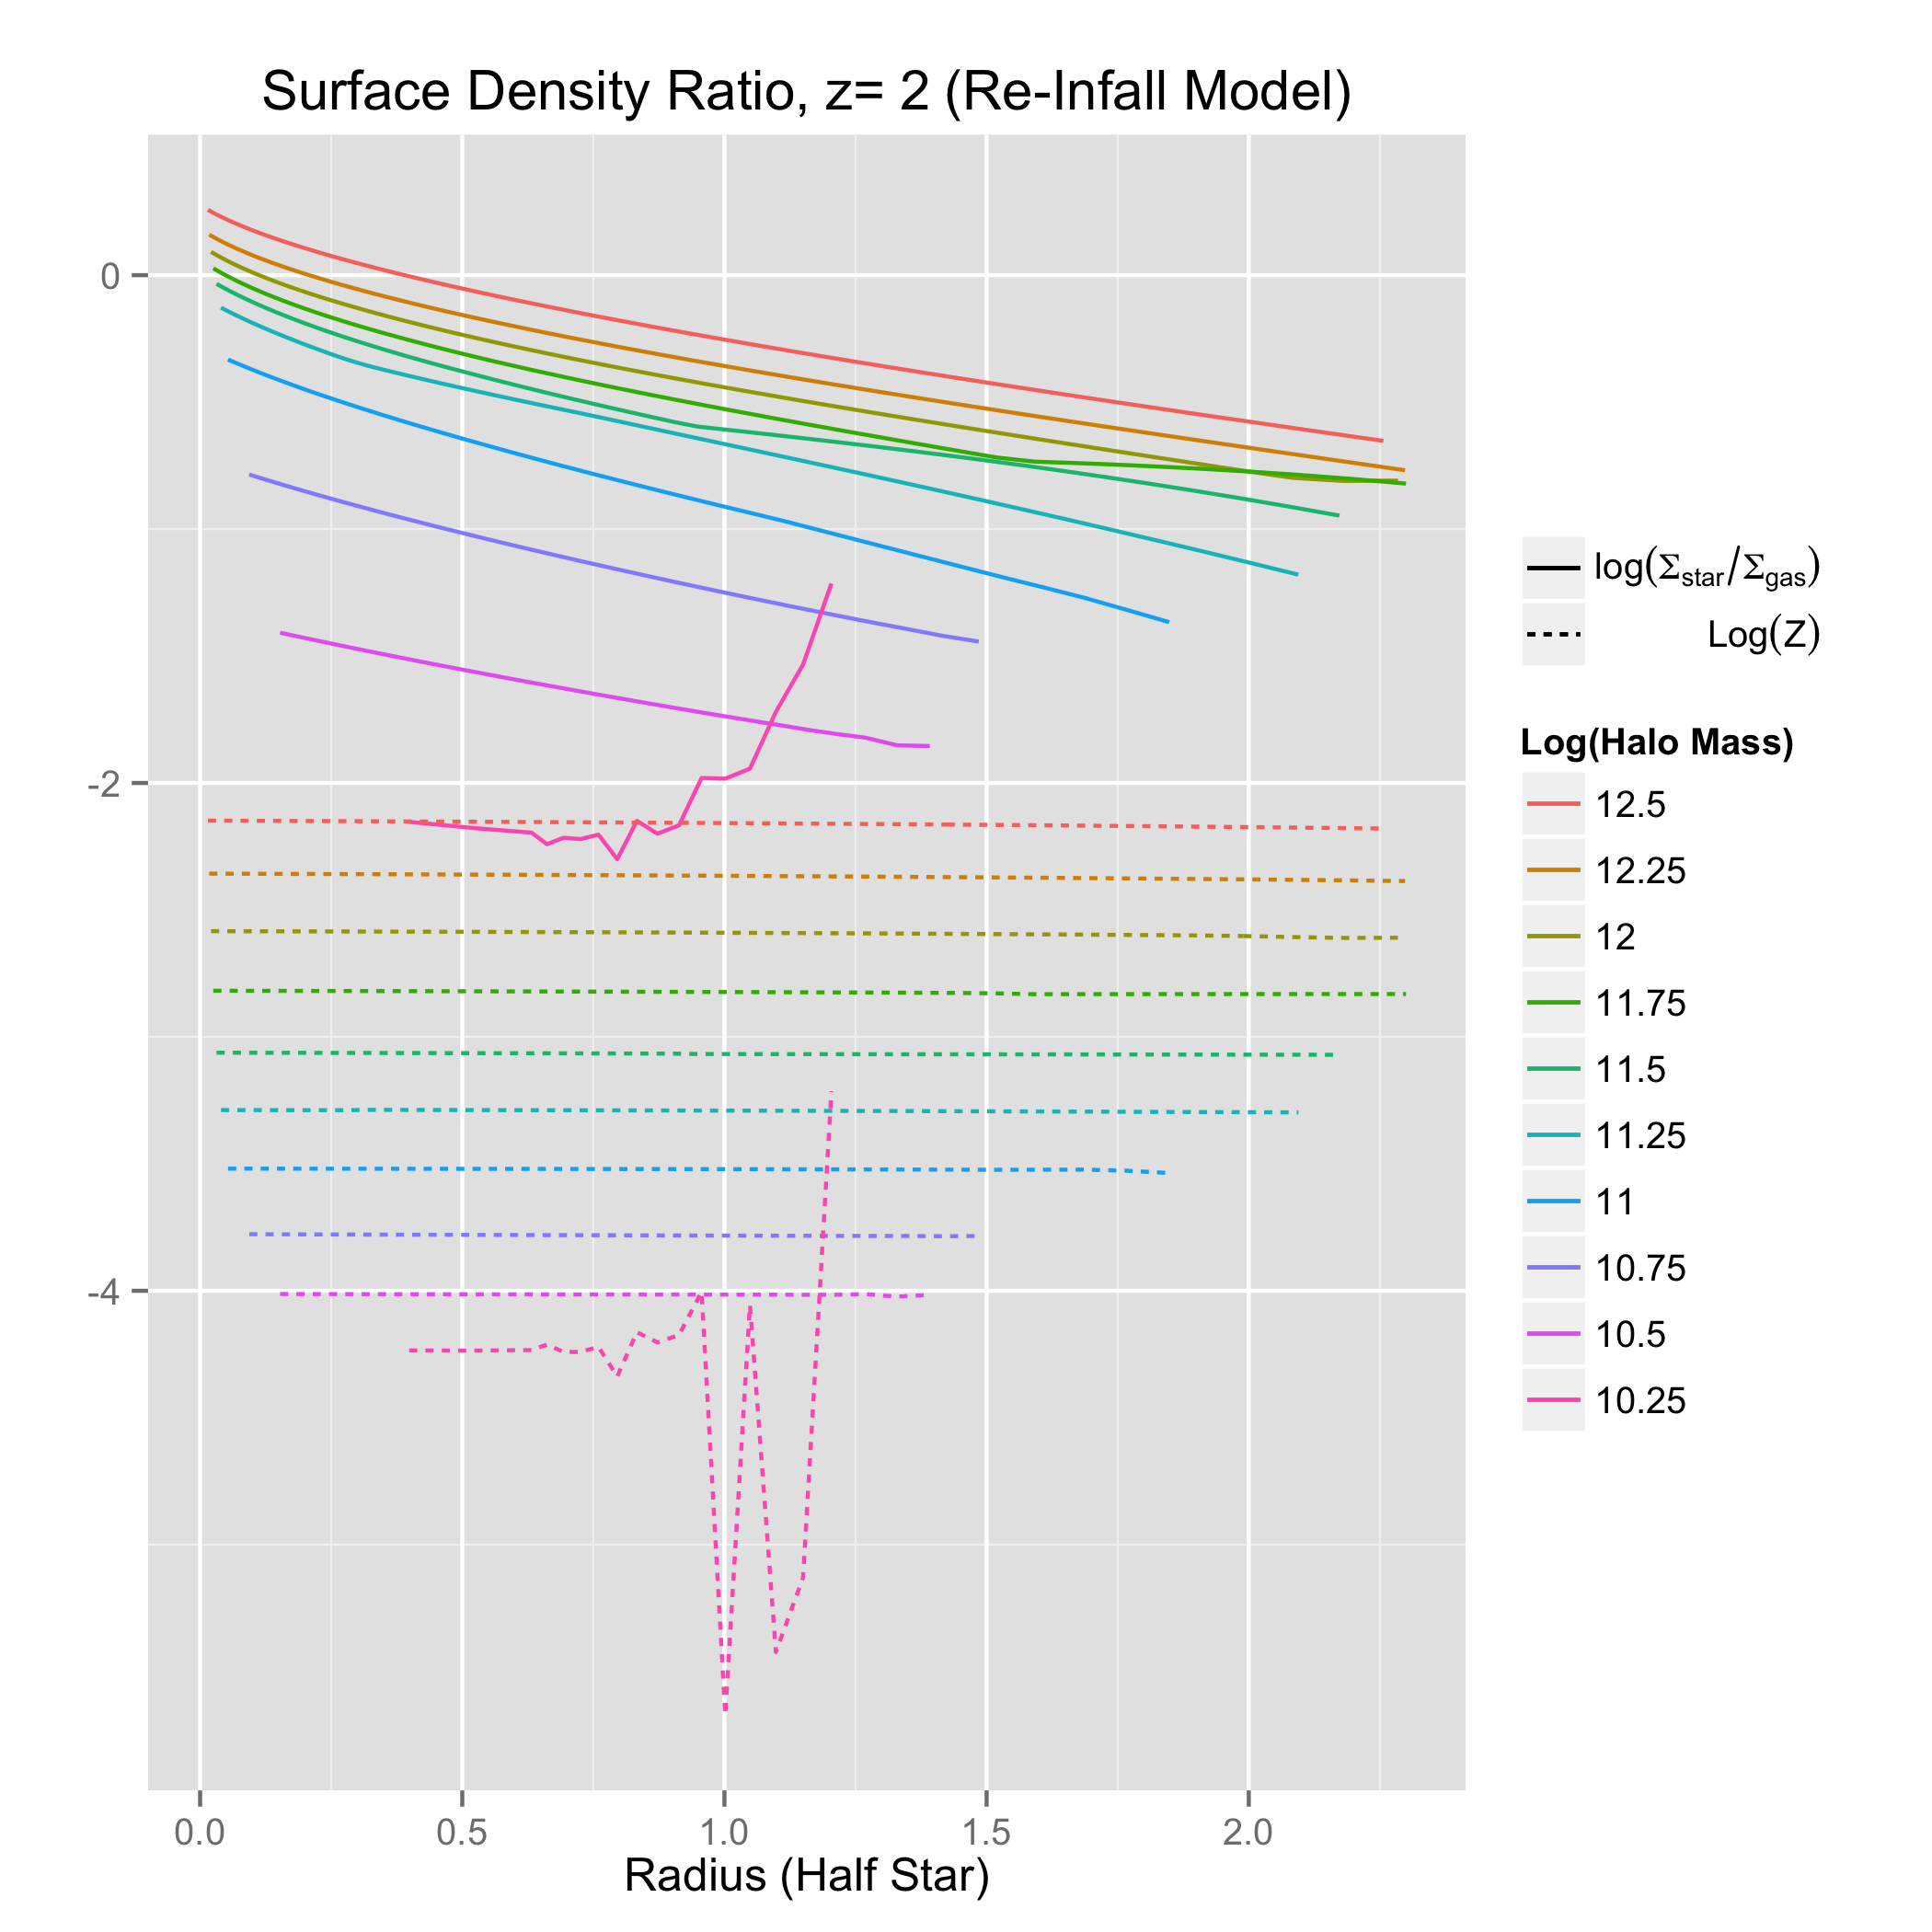 Surface Density Ratio, z= 2 (Re-Infall Model)
0
-2
-4
0.0 0.5 1.0 1.5 2.0
Radius (Half Star)
log(Σstar/Σgas)
Log(Z)
Log(Halo Mass)
12.5
12.25
12
11.75
11.5
11.25
11
10.75
10.5
10.25